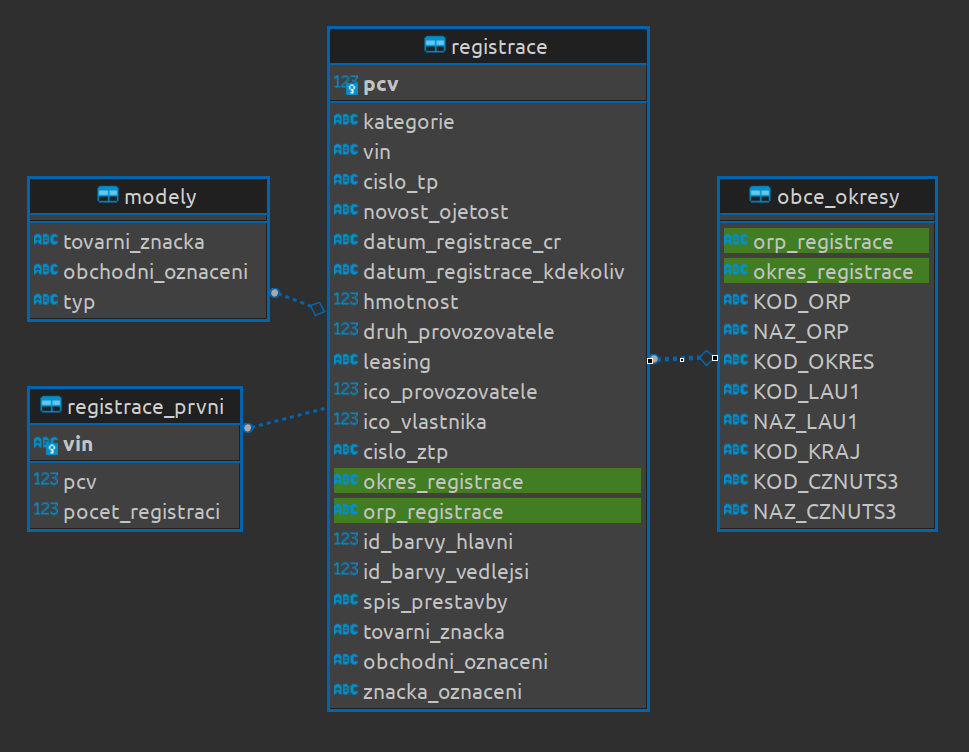 registrace
123 pcv
ABC kategorie
ABC vin
ABC cislo_tp
ABC novost_ojetost
ABC datum_registrace_cr
ABC datum_registrace_kdekoliv
123 hmotnost
123 druh_provozovatele
ABC leasing
123 ico_provozovatele
123 ico_vlastnika
ABC cislo_ztp
ABC okres_registrace
ABC orp_registrace
123 id_barvy_hlavni
123 id_barvy_vedlejsi
ABC spis_prestavby
ABC tovarni_znacka
ABC obchodni_oznaceni
ABC znacka_oznaceni
modely
ABC tovarni_znacka
ABC obchodni_oznaceni
ABC typ
registrace_prvni
ABC vin
123 pcv
123 pocet_registraci
obce_okresy
ABC orp_registrace
ABC okres_registrace
ABC KOD_ORP
ABC NAZ_ORP
ABC KOD_OKRES
ABC KOD_LAU1
ABC NAZ_LAU1
ABC KOD_KRAJ
ABC KOD_CZNUTS3
ABC NAZ_CZNUTS3